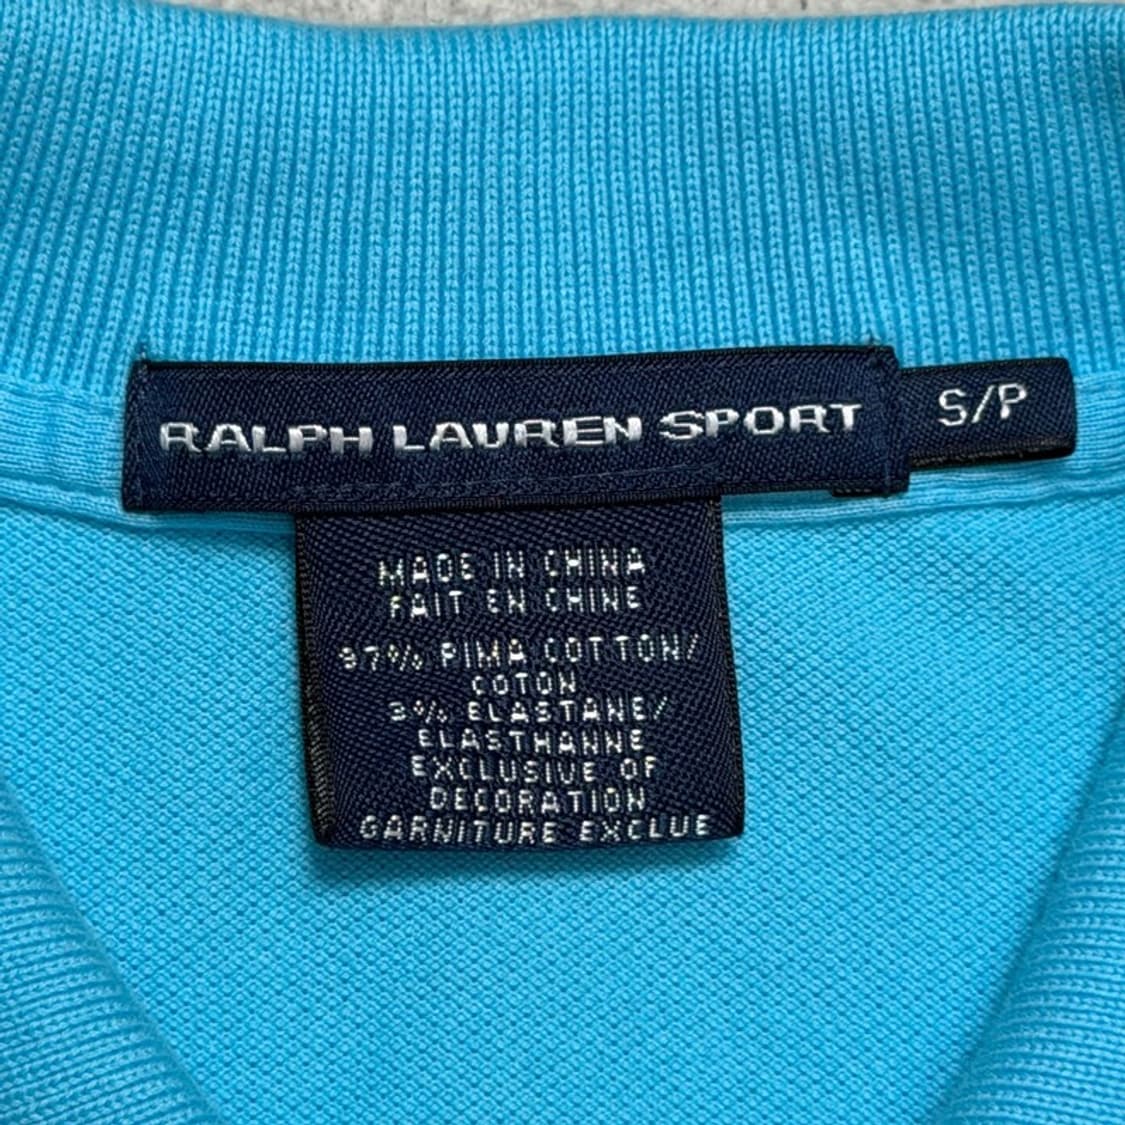 RALPH LAUREN SPORT
S/P
MADE IN CHINA
FAIT EN CHINE
97% PIMA COTTON/
COTON
3% ELASTANE/
ELASTHANNE
EXCLUSIVE OF
DECORATION
GARNITURE EXCLUE